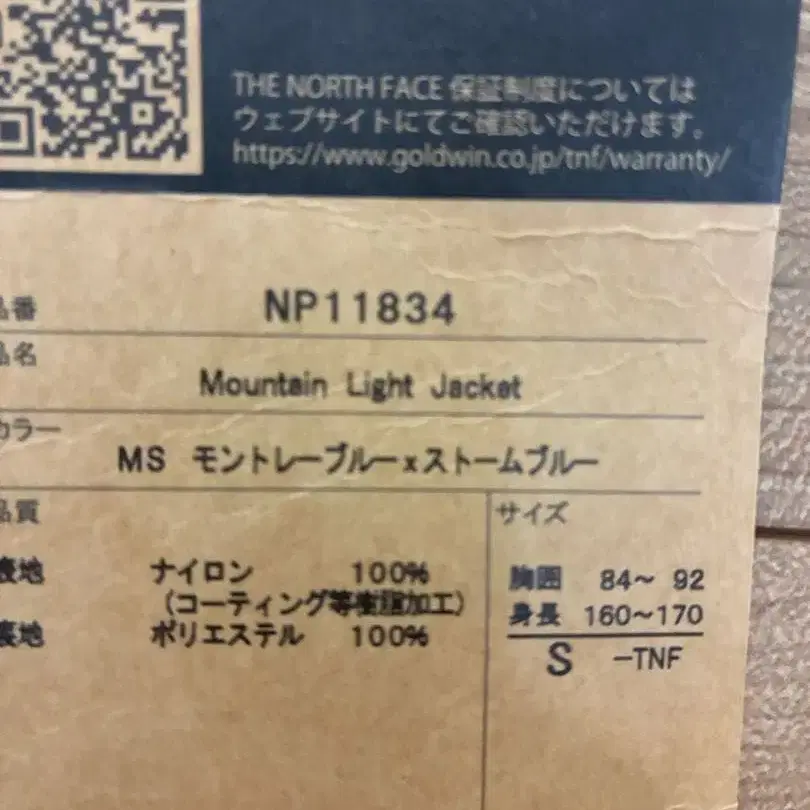 THE NORTH FACE 保証制度については
ウェブサイトにてご確認いただけます。
https://www.goldwin.co.jp/tnf/warranty/
品番 NP11834
品名
Mountain Light Jacket
カラー
MS モントレーブルーxストームブルー
品質
サイズ
表地 ナイロン 100%
(コーティング等樹脂加工)
裏地 ポリエステル 100%
胸囲 84～ 92
身長 160～170
S -TNF